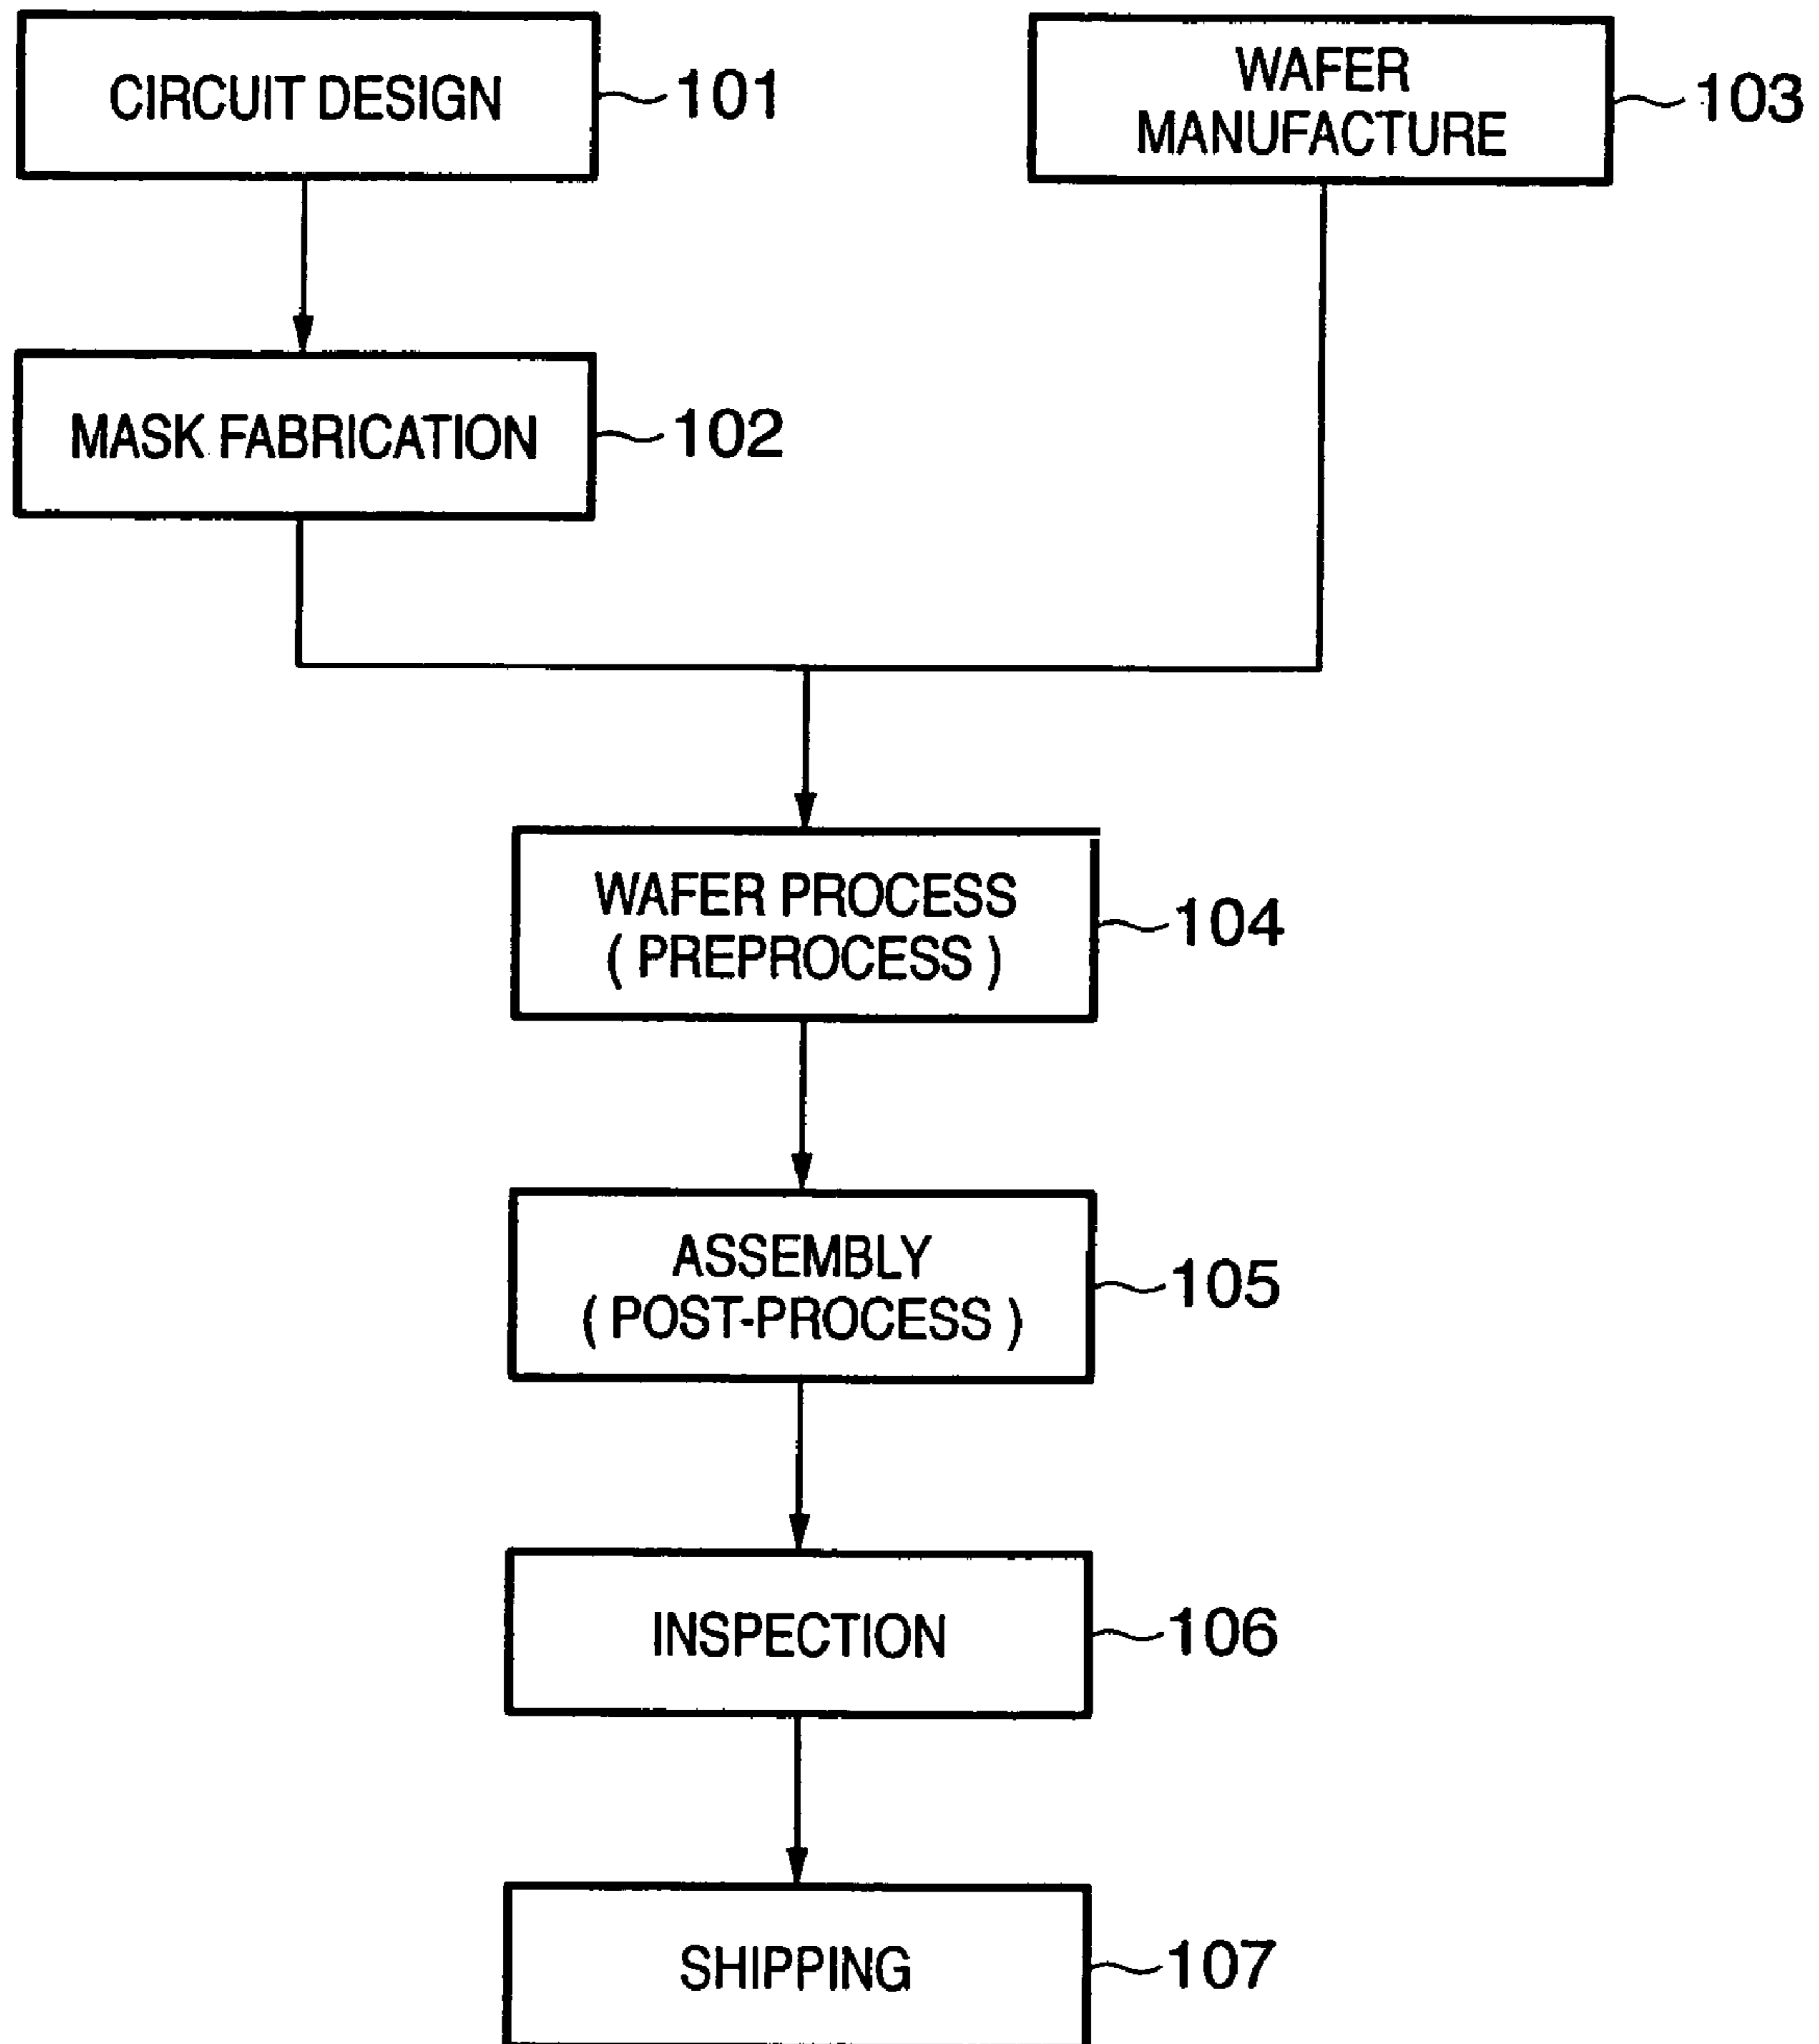 CIRCUIT DESIGN
101
WAFER
MANUFACTURE
103
MASK FABRICATION
102
WAFER PROCESS
( PREPROCESS )
104
ASSEMBLY
( POST-PROCESS )
105
INSPECTION
106
SHIPPING
107